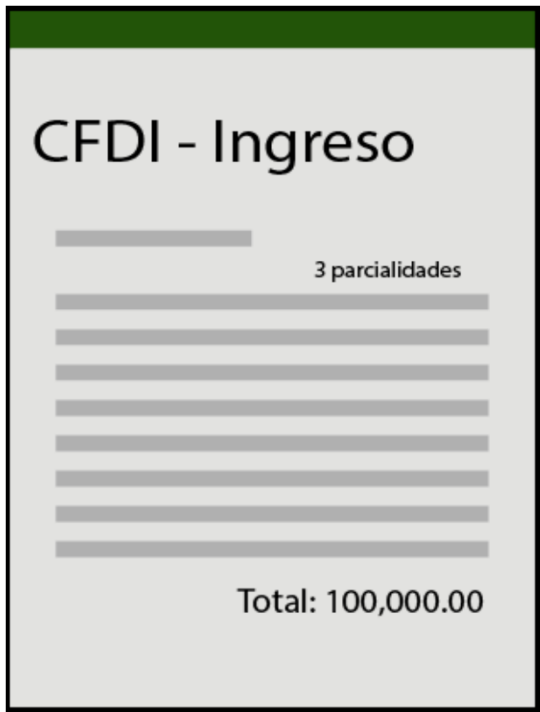 CFDI - Ingreso
3 parcialidades
Total: 100,000.00